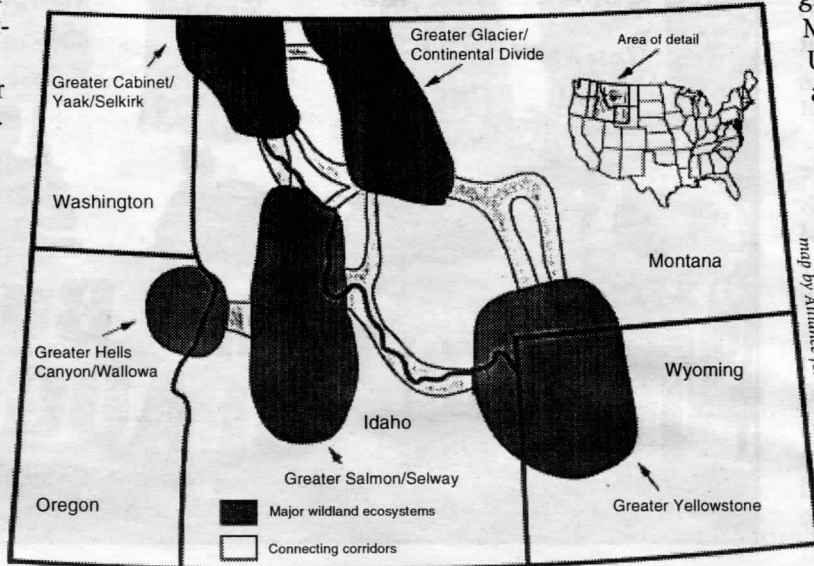 Greater Cabinet/
Yaak/Selkirk
Greater Glacier/
Continental Divide
Area of detail
Washington
Montana
Greater Hells
Canyon/Wallowa
Wyoming
Idaho
Greater Salmon/Selway
Oregon
Greater Yellowstone
Major wildland ecosystems
Connecting corridors
map by Alliance